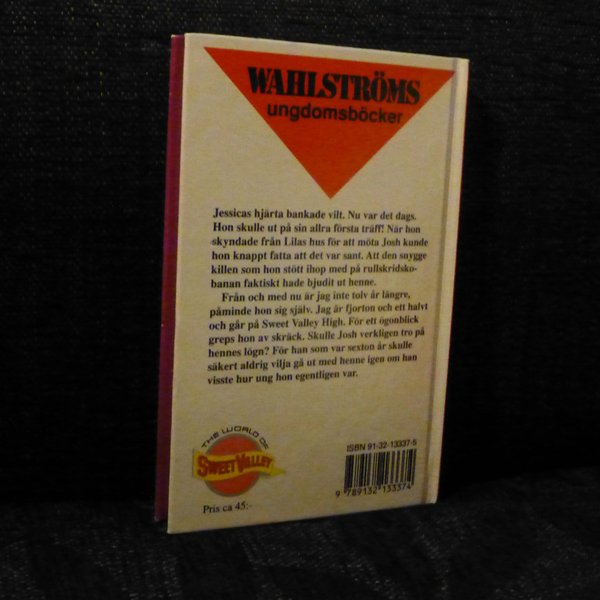 WAHLSTRÖMS
ungdomsböcker
Jessicas hjärta bankade vilt. Nu var det dags.
Hon skulle ut på sin allra första träff! När hon
skyndade från Lilas hus för att möta Josh kunde
hon knappt fatta att det var sant. Att den snygge
killen som hon stött ihop med på rullskridsko-
banan faktiskt hade bjudit ut henne.
Från och med nu är jag inte tolv år längre,
påminde hon sig själv. Jag är fjorton och ett halvt
och går på Sweet Valley High. För ett ögonblick
greps hon av skräck. Skulle Josh verkligen tro på
hennes lögn? För han som var sexton år skulle
säkert aldrig vilja gå ut med henne igen om han
visste hur ung hon egentligen var.
THE WORLD OF
SWEET VALLEY
Pris ca 45:-
ISBN 91-32-13337-5
9 789132 133374